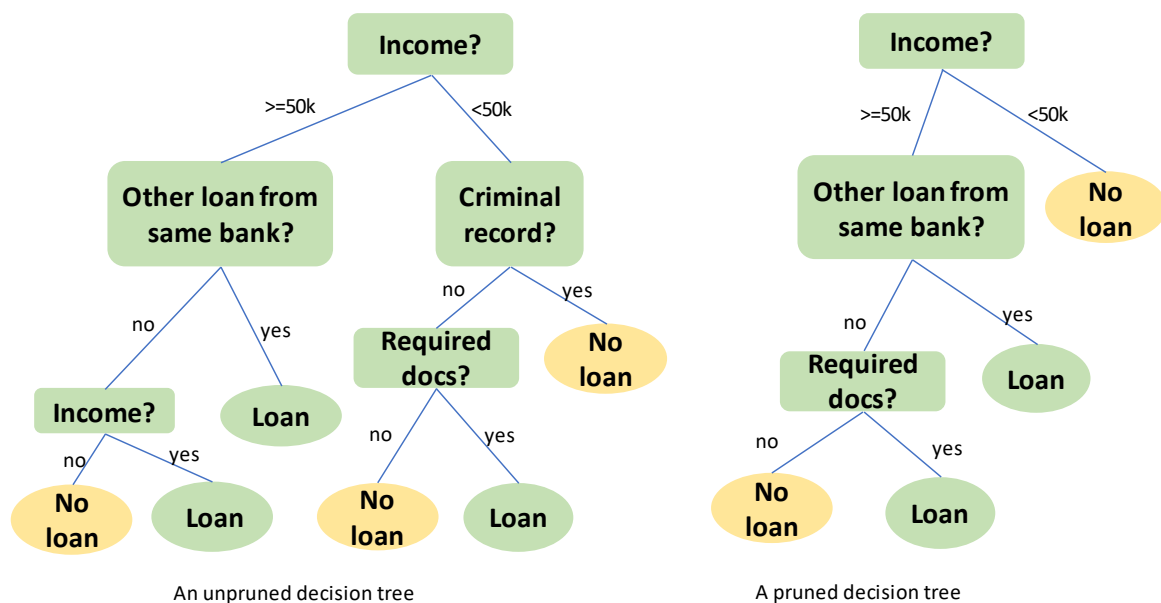 Income?
>=50k
<50k
Other loan from
same bank?
Criminal
record?
no
yes
no
yes
Required
docs?
No
loan
Income?
Loan
no
yes
no
yes
No
loan
Loan
No
loan
Loan
An unpruned decision tree
Income?
>=50k
<50k
Other loan from
same bank?
No
loan
no
yes
Required
docs?
Loan
no
yes
No
loan
Loan
A pruned decision tree